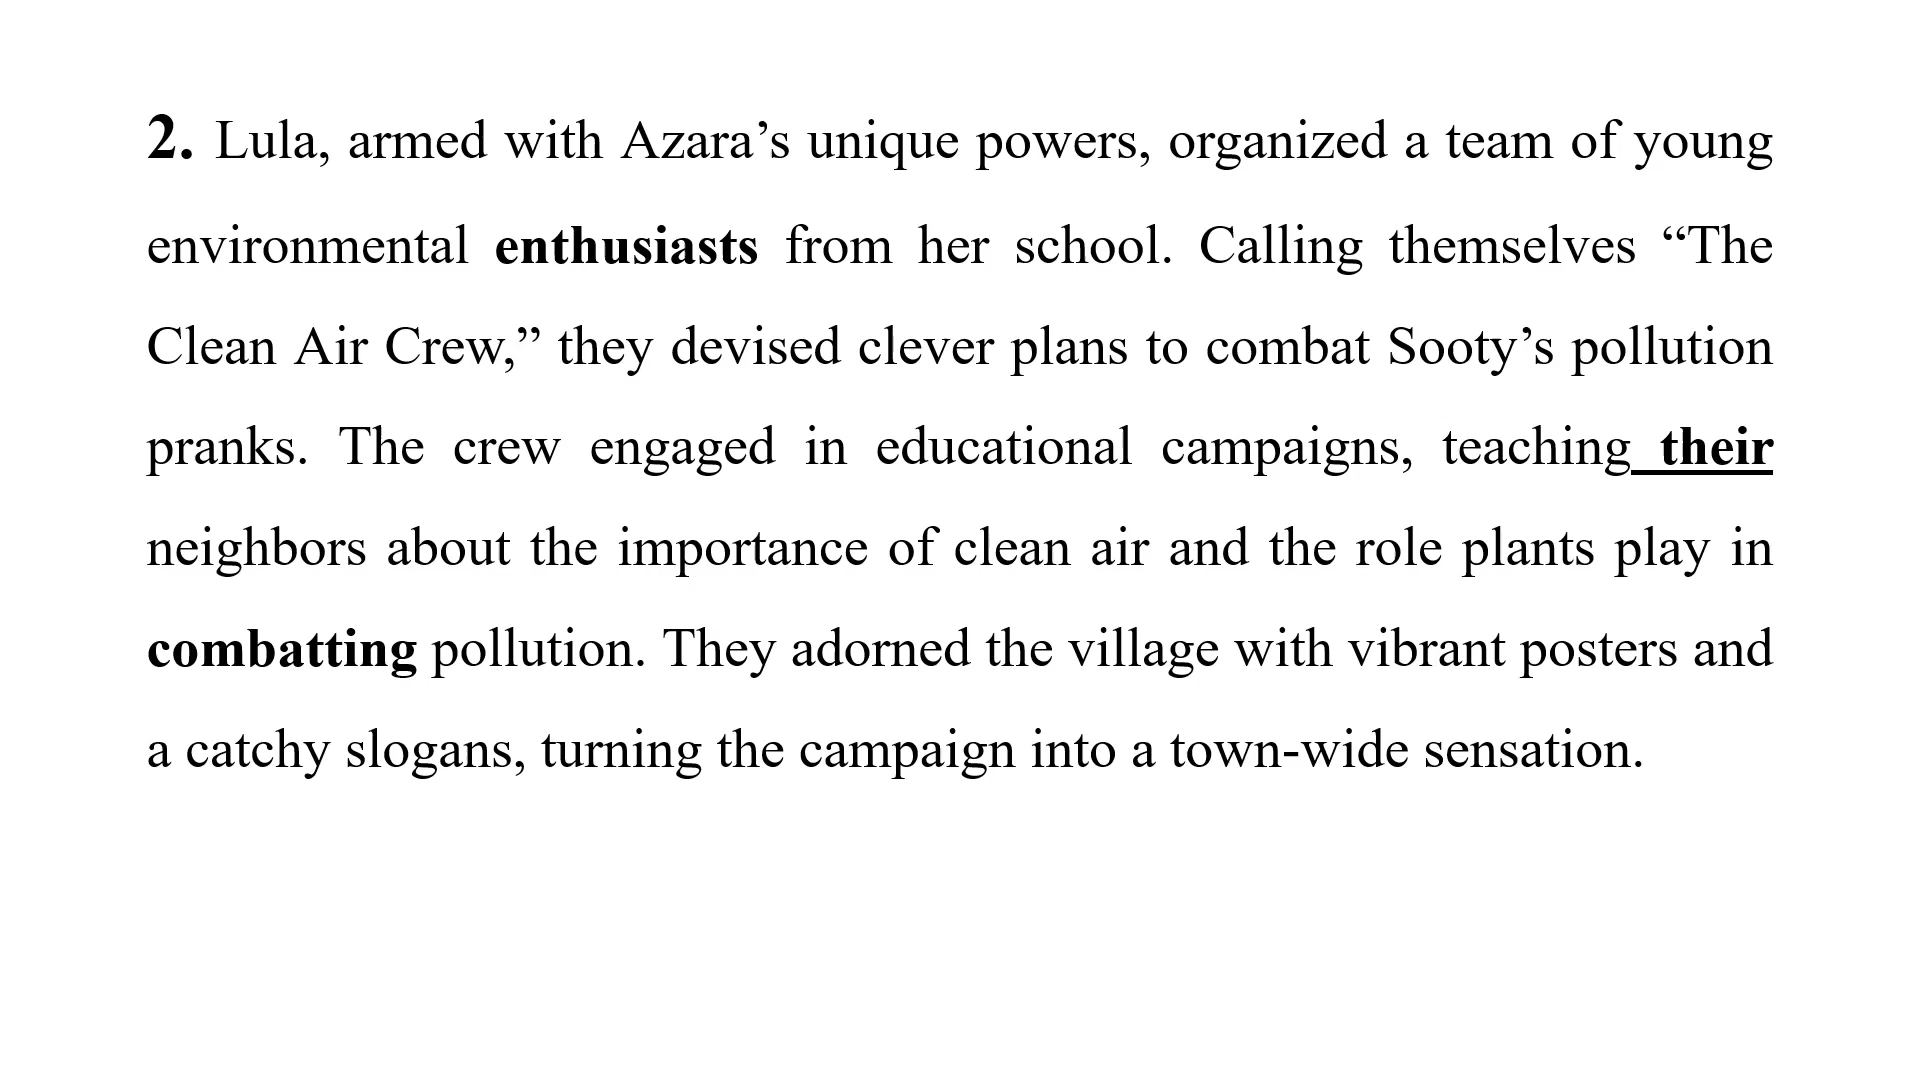 2. Lula, armed with Azara’s unique powers, organized a team of young
environmental enthusiasts from her school. Calling themselves “The
Clean Air Crew,” they devised clever plans to combat Sooty’s pollution
pranks. The crew engaged in educational campaigns, teaching their
neighbors about the importance of clean air and the role plants play in
combatting pollution. They adorned the village with vibrant posters and
a catchy slogans, turning the campaign into a town-wide sensation.